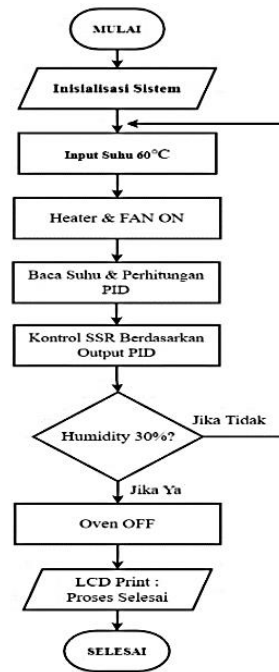 MULAI
Inisialisasi Sistem
Input Suhu 60°C
Heater & FAN ON
Baca Suhu & Perhitungan
PID
Kontrol SSR Berdasarkan
Output PID
Humidity 30%?
Jika Tidak
Jika Ya
Oven OFF
LCD Print :
Proses Selesai
SELESAI